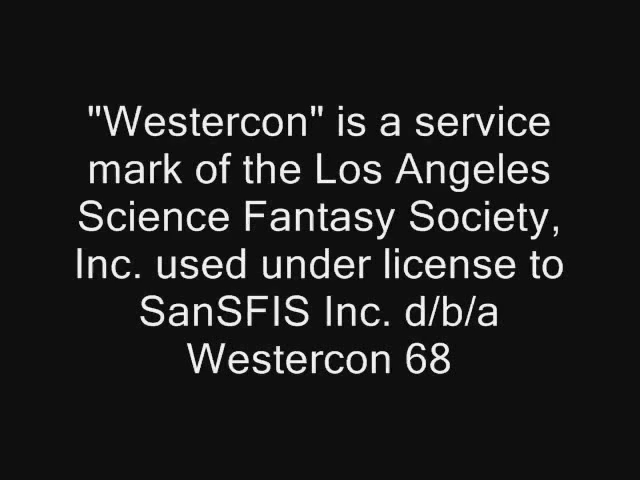 "Westercon" is a service
mark of the Los Angeles
Science Fantasy Society,
Inc. used under license to
SanSFIS Inc. d/b/a
Westercon 68